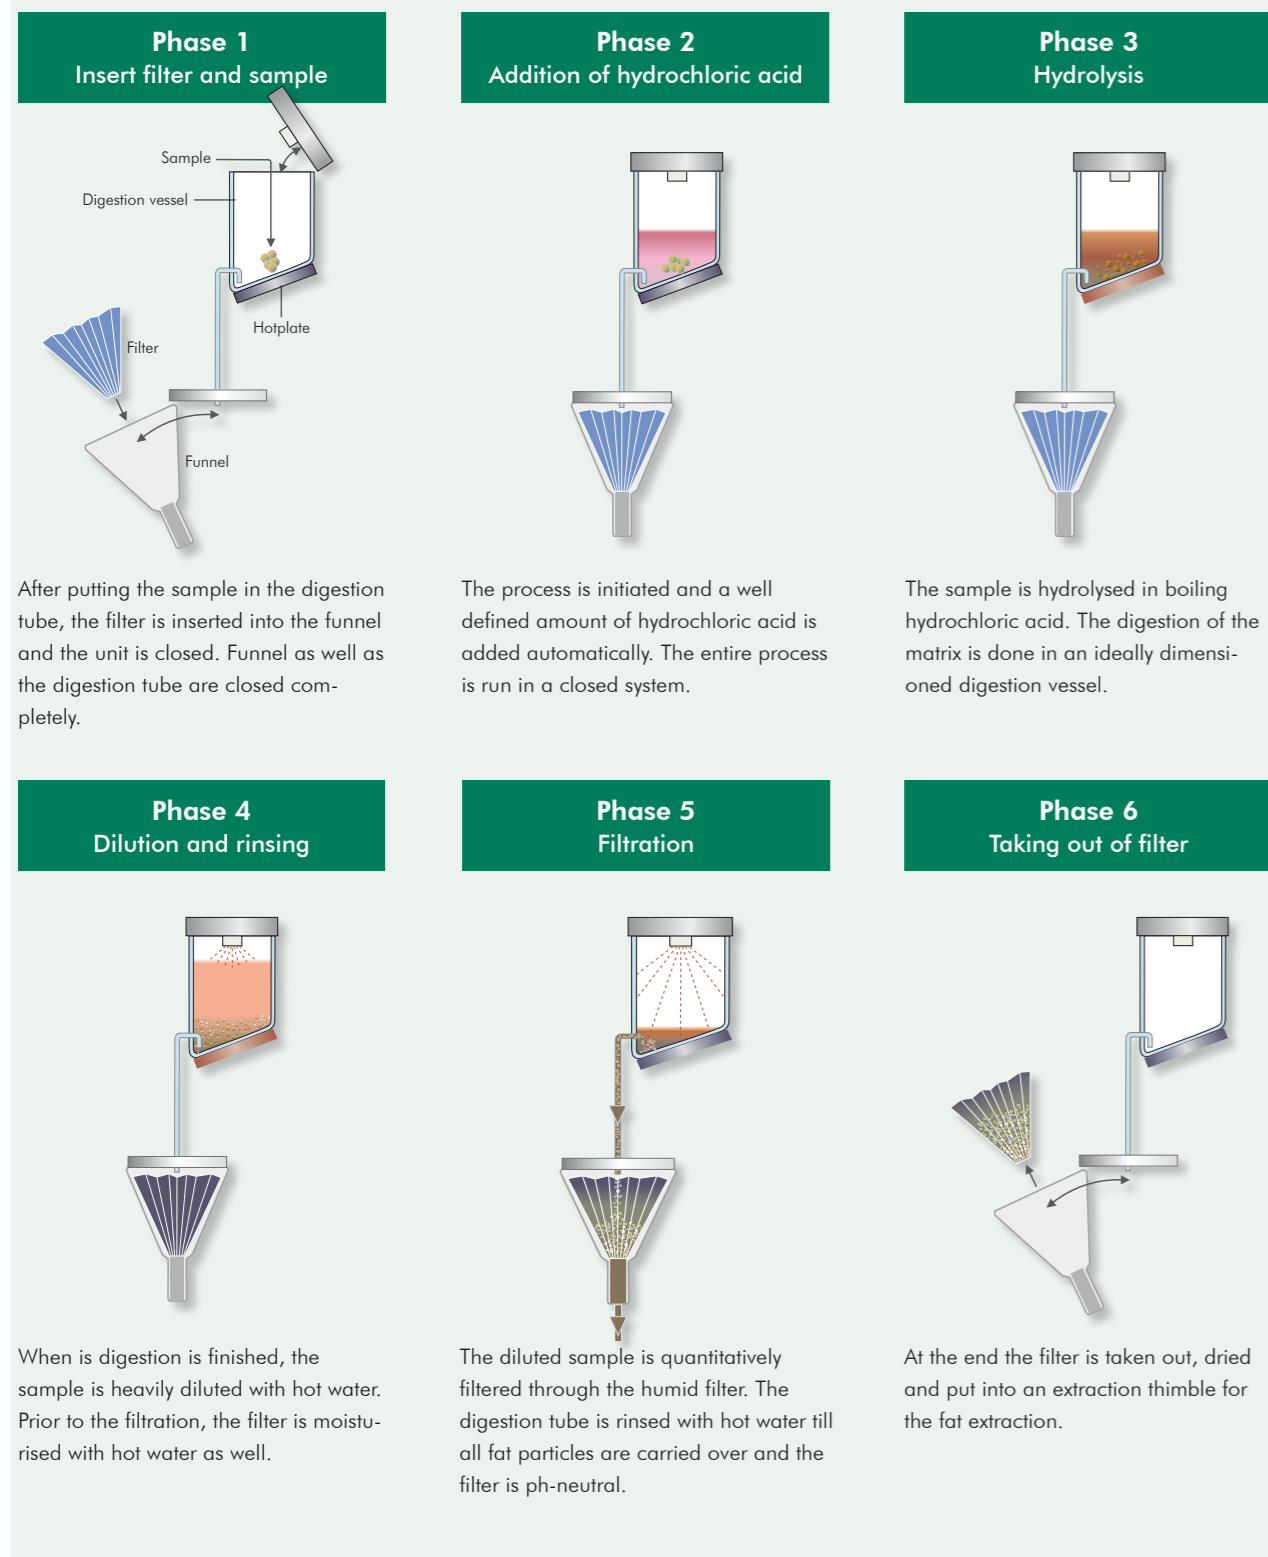 Phase 1
Insert filter and sample
Sample
Digestion vessel
Hotplate
Filter
Funnel
After putting the sample in the digestion
tube, the filter is inserted into the funnel
and the unit is closed. Funnel as well as
the digestion tube are closed com-
pletely.
Phase 2
Addition of hydrochloric acid
The process is initiated and a well
defined amount of hydrochloric acid is
added automatically. The entire process
is run in a closed system.
Phase 3
Hydrolysis
The sample is hydrolysed in boiling
hydrochloric acid. The digestion of the
matrix is done in an ideally dimensi-
oned digestion vessel.
Phase 4
Dilution and rinsing
When is digestion is finished, the
sample is heavily diluted with hot water.
Prior to the filtration, the filter is moistu-
rised with hot water as well.
Phase 5
Filtration
The diluted sample is quantitatively
filtered through the humid filter. The
digestion tube is rinsed with hot water till
all fat particles are carried over and the
filter is ph-neutral.
Phase 6
Taking out of filter
At the end the filter is taken out, dried
and put into an extraction thimble for
the fat extraction.